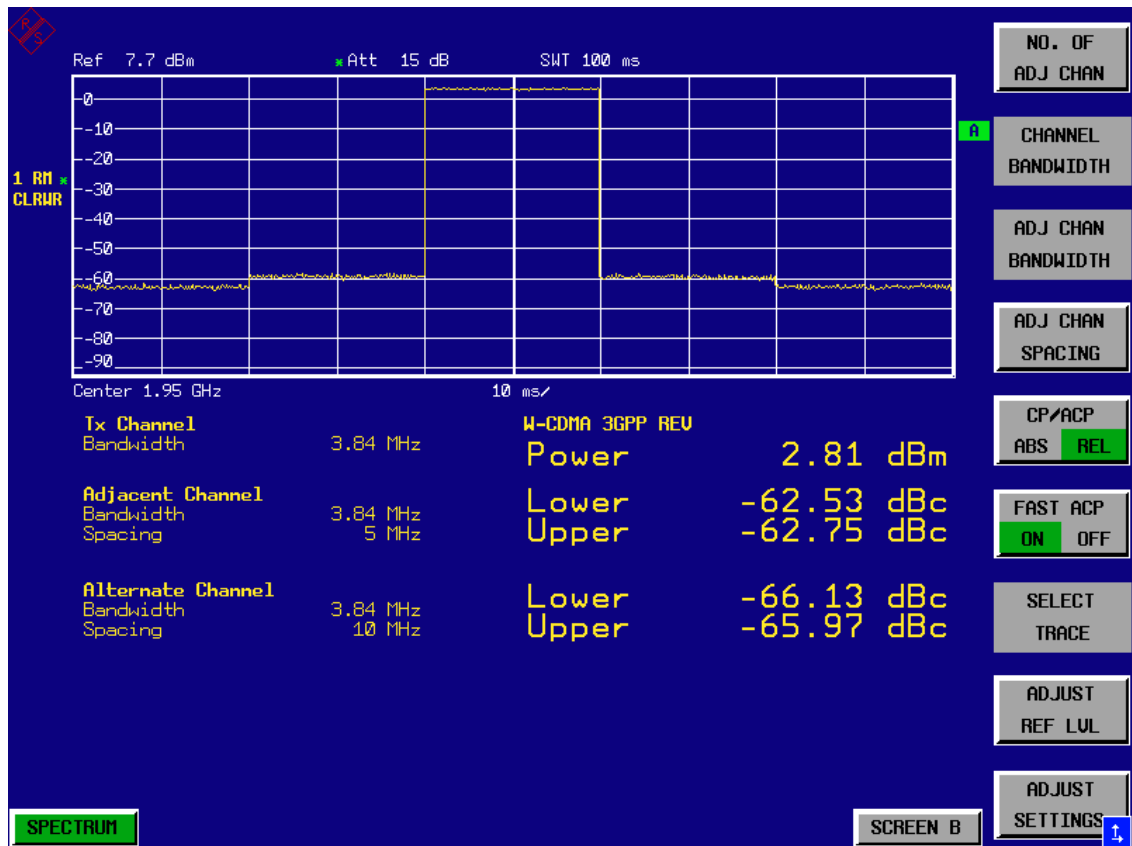 R S
Ref 7.7 dBm *Att 15 dB SWT 100 ms
0
-10
-20
-30
-40
-50
-60
-70
-80
-90
A
1 RM *
CLRWR
Center 1.95 GHz 10 ms/
Tx Channel W-CDMA 3GPP REV
Bandwidth 3.84 MHz Power 2.81 dBm
Adjacent Channel
Bandwidth 3.84 MHz Lower -62.53 dBc
Spacing 5 MHz Upper -62.75 dBc
Alternate Channel
Bandwidth 3.84 MHz Lower -66.13 dBc
Spacing 10 MHz Upper -65.97 dBc
NO. OF
ADJ CHAN
CHANNEL
BANDWIDTH
ADJ CHAN
BANDWIDTH
ADJ CHAN
SPACING
CP/ACP
ABS REL
FAST ACP
ON OFF
SELECT
TRACE
ADJUST
REF LVL
ADJUST
SETTINGS
SPECTRUM
SCREEN B